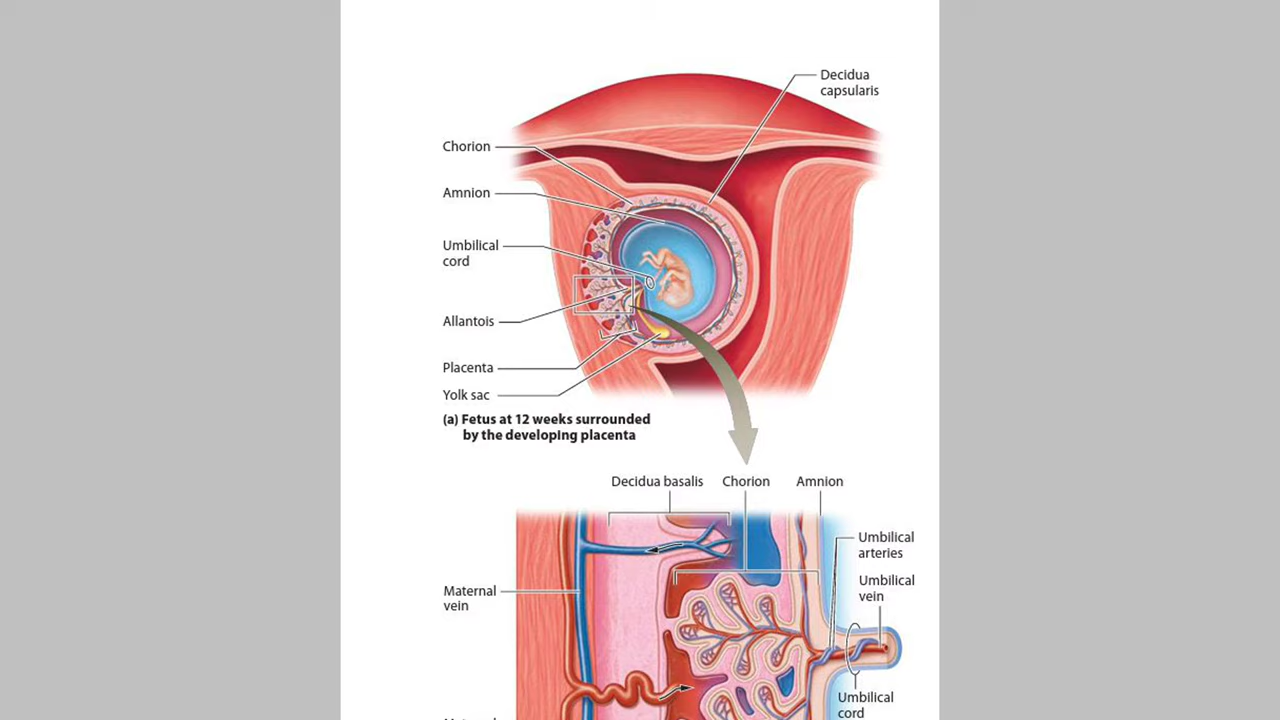 Decidua
capsularis
Chorion
Amnion
Umbilical
cord
Allantois
Placenta
Yolk sac
(a) Fetus at 12 weeks surrounded
by the developing placenta
Decidua basalis Chorion Amnion
Umbilical
arteries
Umbilical
vein
Maternal
vein
Umbilical
cord